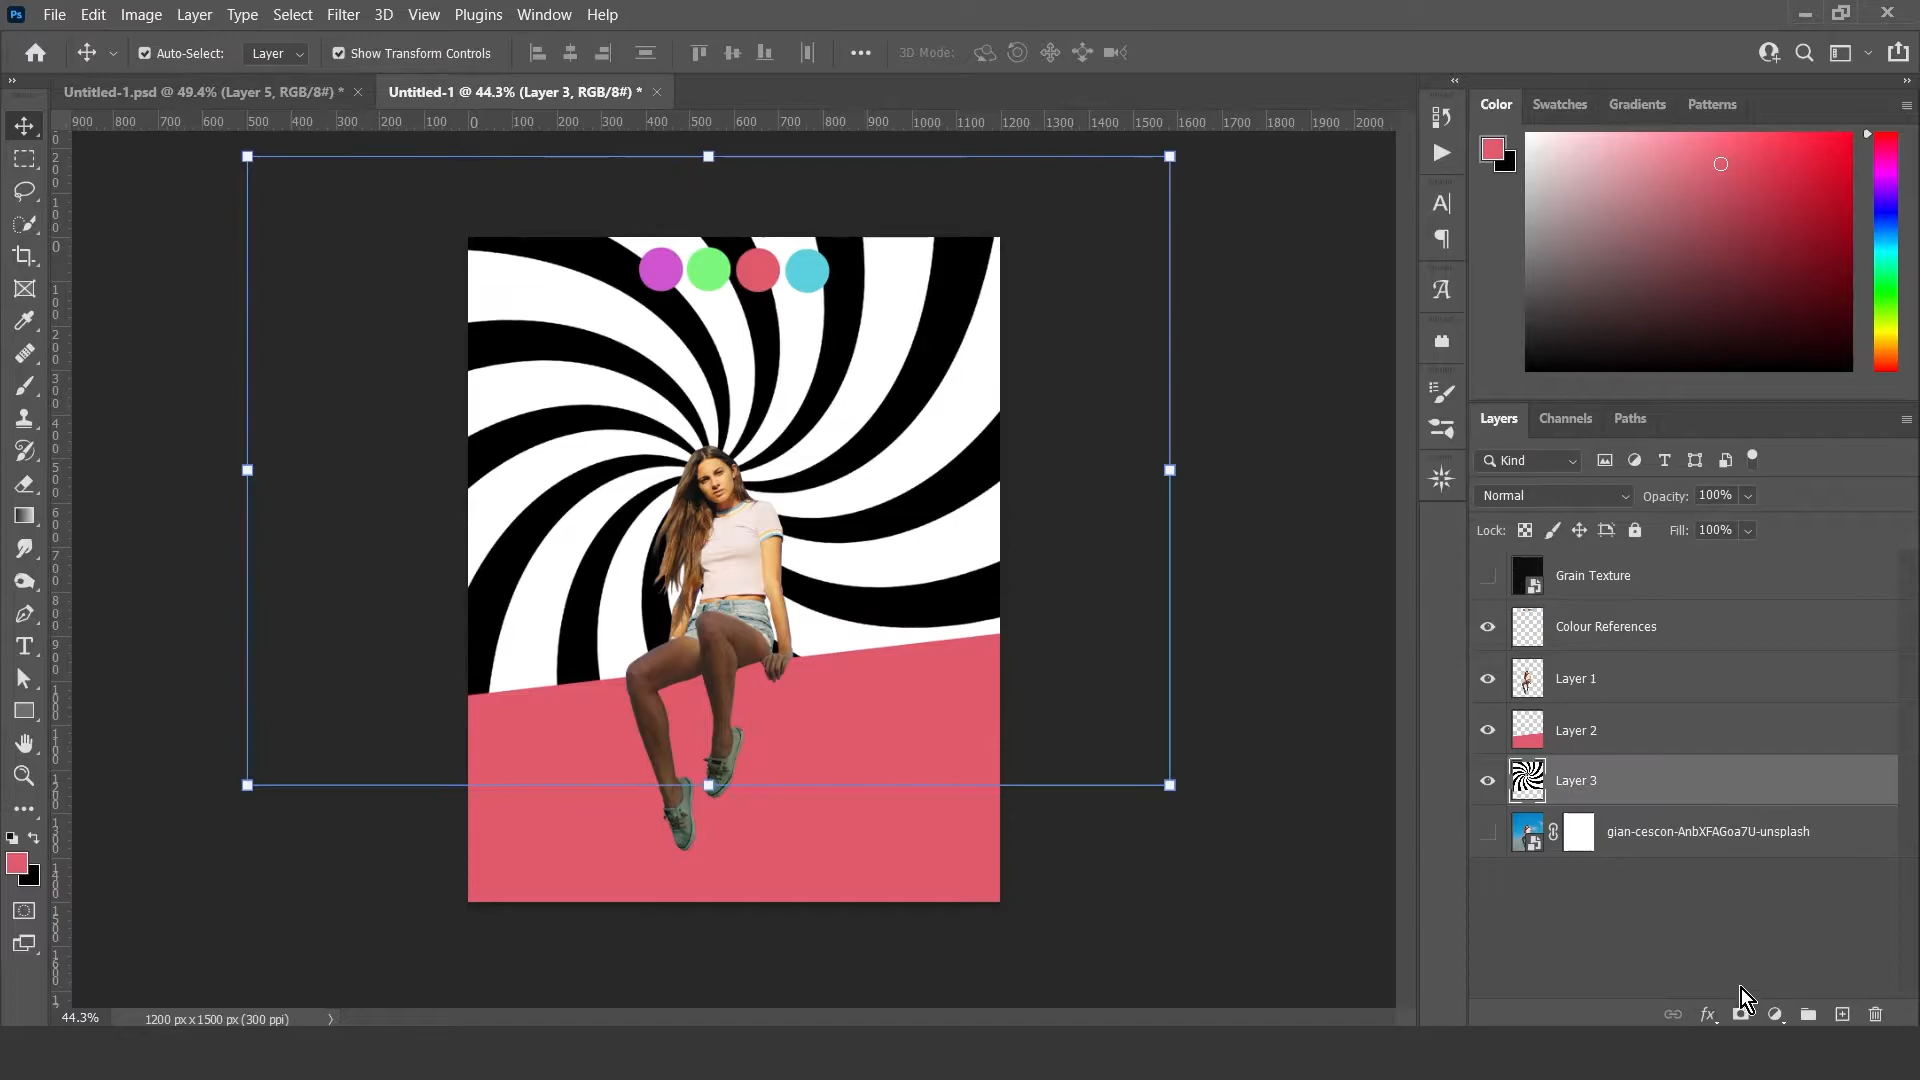 Ps File Edit Image Layer Type Select Filter 3D View Plugins Window Help
Auto-Select: Layer Show Transform Controls 3D Mode:
Untitled-1.psd @ 49.4% (Layer 5, RGB/8#) * Untitled-1 @ 44.3% (Layer 3, RGB/8#) *
900 800 700 600 500 400 300 200 100 0 100 200 300 400 500 600 700 800 900 1000 1100 1200 1300 1400 1500 1600 1700 1800 1900 2000
Color Swatches Gradients Patterns
Layers Channels Paths
Kind
Normal Opacity: 100%
Lock: Fill: 100%
Grain Texture
Colour References
Layer 1
Layer 2
Layer 3
gian-cescon-AnbXFAGoa7U-unsplash
fx
44.3% 1200 px x 1500 px (300 ppi)